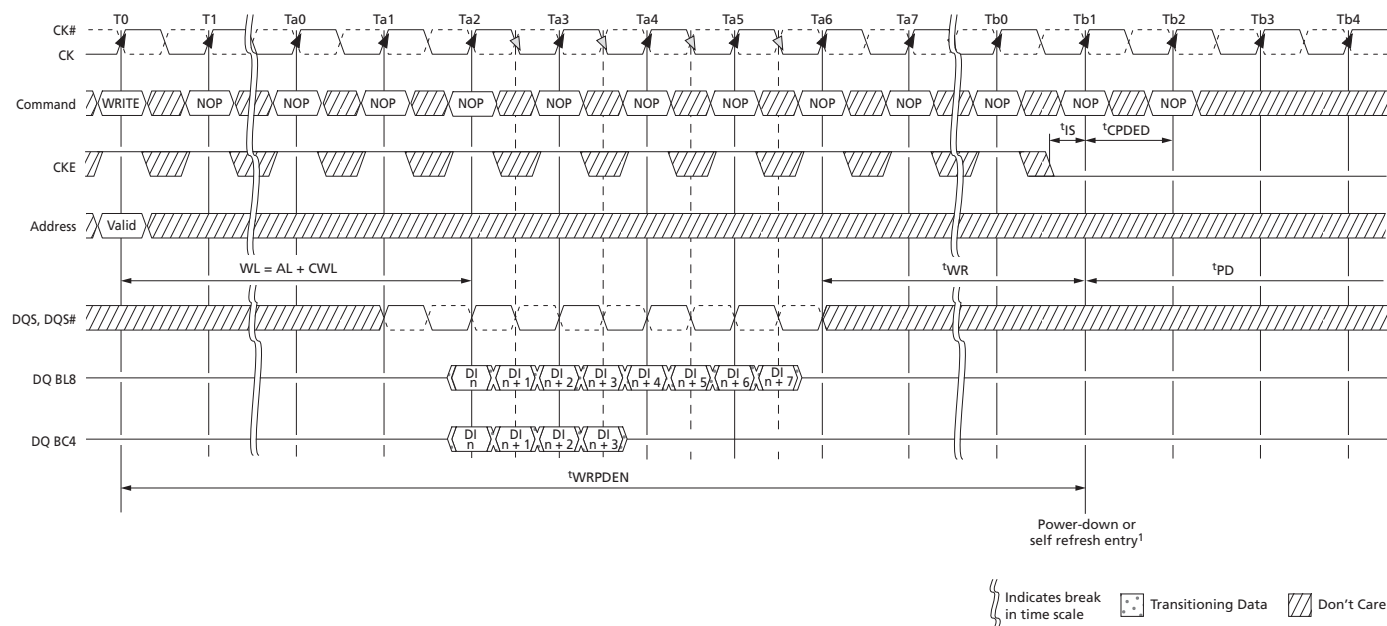 T0 T1 Ta0 Ta1 Ta2 Ta3 Ta4 Ta5 Ta6 Ta7 Tb0 Tb1 Tb2 Tb3 Tb4
CK#
CK
Command WRITE NOP NOP NOP NOP NOP NOP NOP NOP NOP NOP NOP NOP
tIS tCPDED
CKE
Address Valid
WL = AL + CWL tWR tPD
DQS, DQS#
DQ BL8 DI n DI n + 1 DI n + 2 DI n + 3 DI n + 4 DI n + 5 DI n + 6 DI n + 7
DQ BC4 DI n DI n + 1 DI n + 2 DI n + 3
tWRPDEN
Power-down or
self refresh entry1
Indicates break
in time scale
Transitioning Data
Don't Care